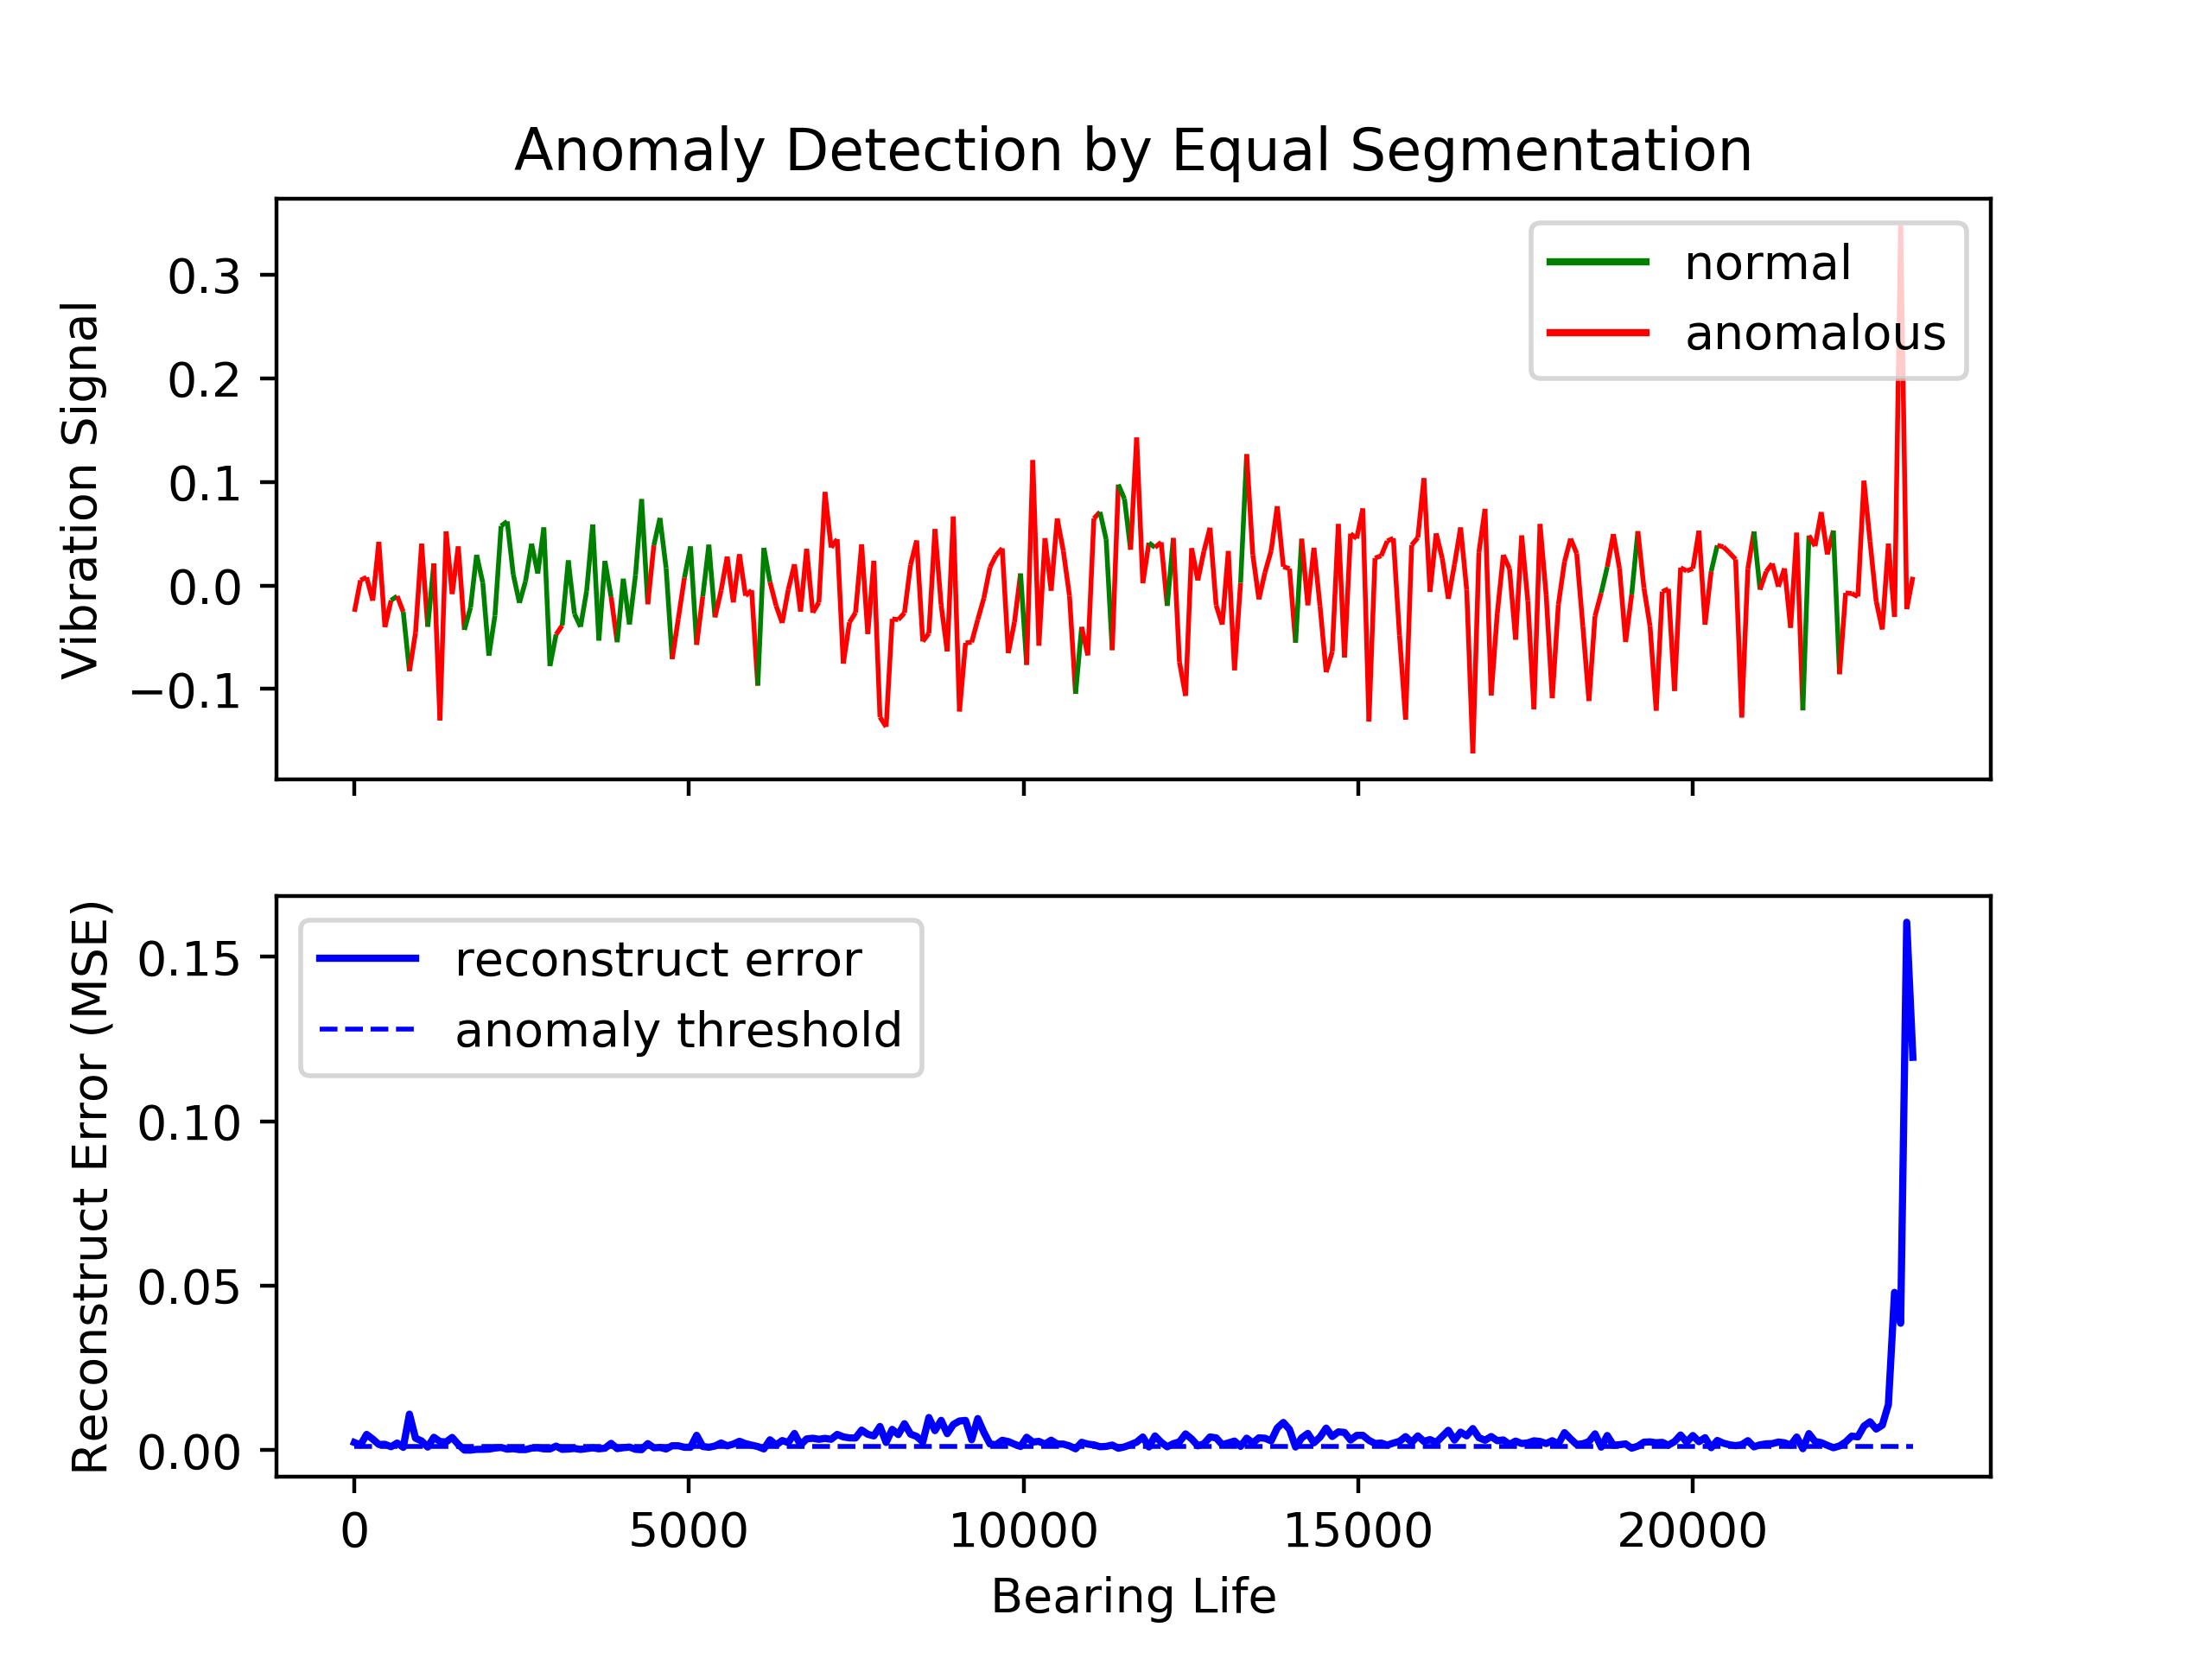 Anomaly Detection by Equal Segmentation
Vibration Signal
0.3
0.2
0.1
0.0
−0.1
normal
anomalous
Reconstruct Error (MSE)
0.15
0.10
0.05
0.00
reconstruct error
anomaly threshold
0 5000 10000 15000 20000
Bearing Life